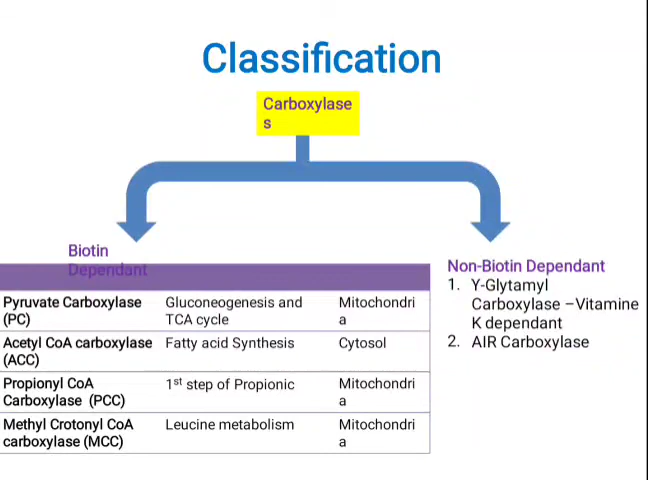 Classification
Carboxylase
s
Biotin
Dependant
Pyruvate Carboxylase
(PC)
Gluconeogenesis and
TCA cycle
Mitochondri
a
Acetyl CoA carboxylase
(ACC)
Fatty acid Synthesis
Cytosol
Propionyl CoA
Carboxylase (PCC)
1st step of Propionic
Mitochondri
a
Methyl Crotonyl CoA
carboxylase (MCC)
Leucine metabolism
Mitochondri
a
Non-Biotin Dependant
1. Y-Glytamyl
Carboxylase –Vitamine
K dependant
2. AIR Carboxylase